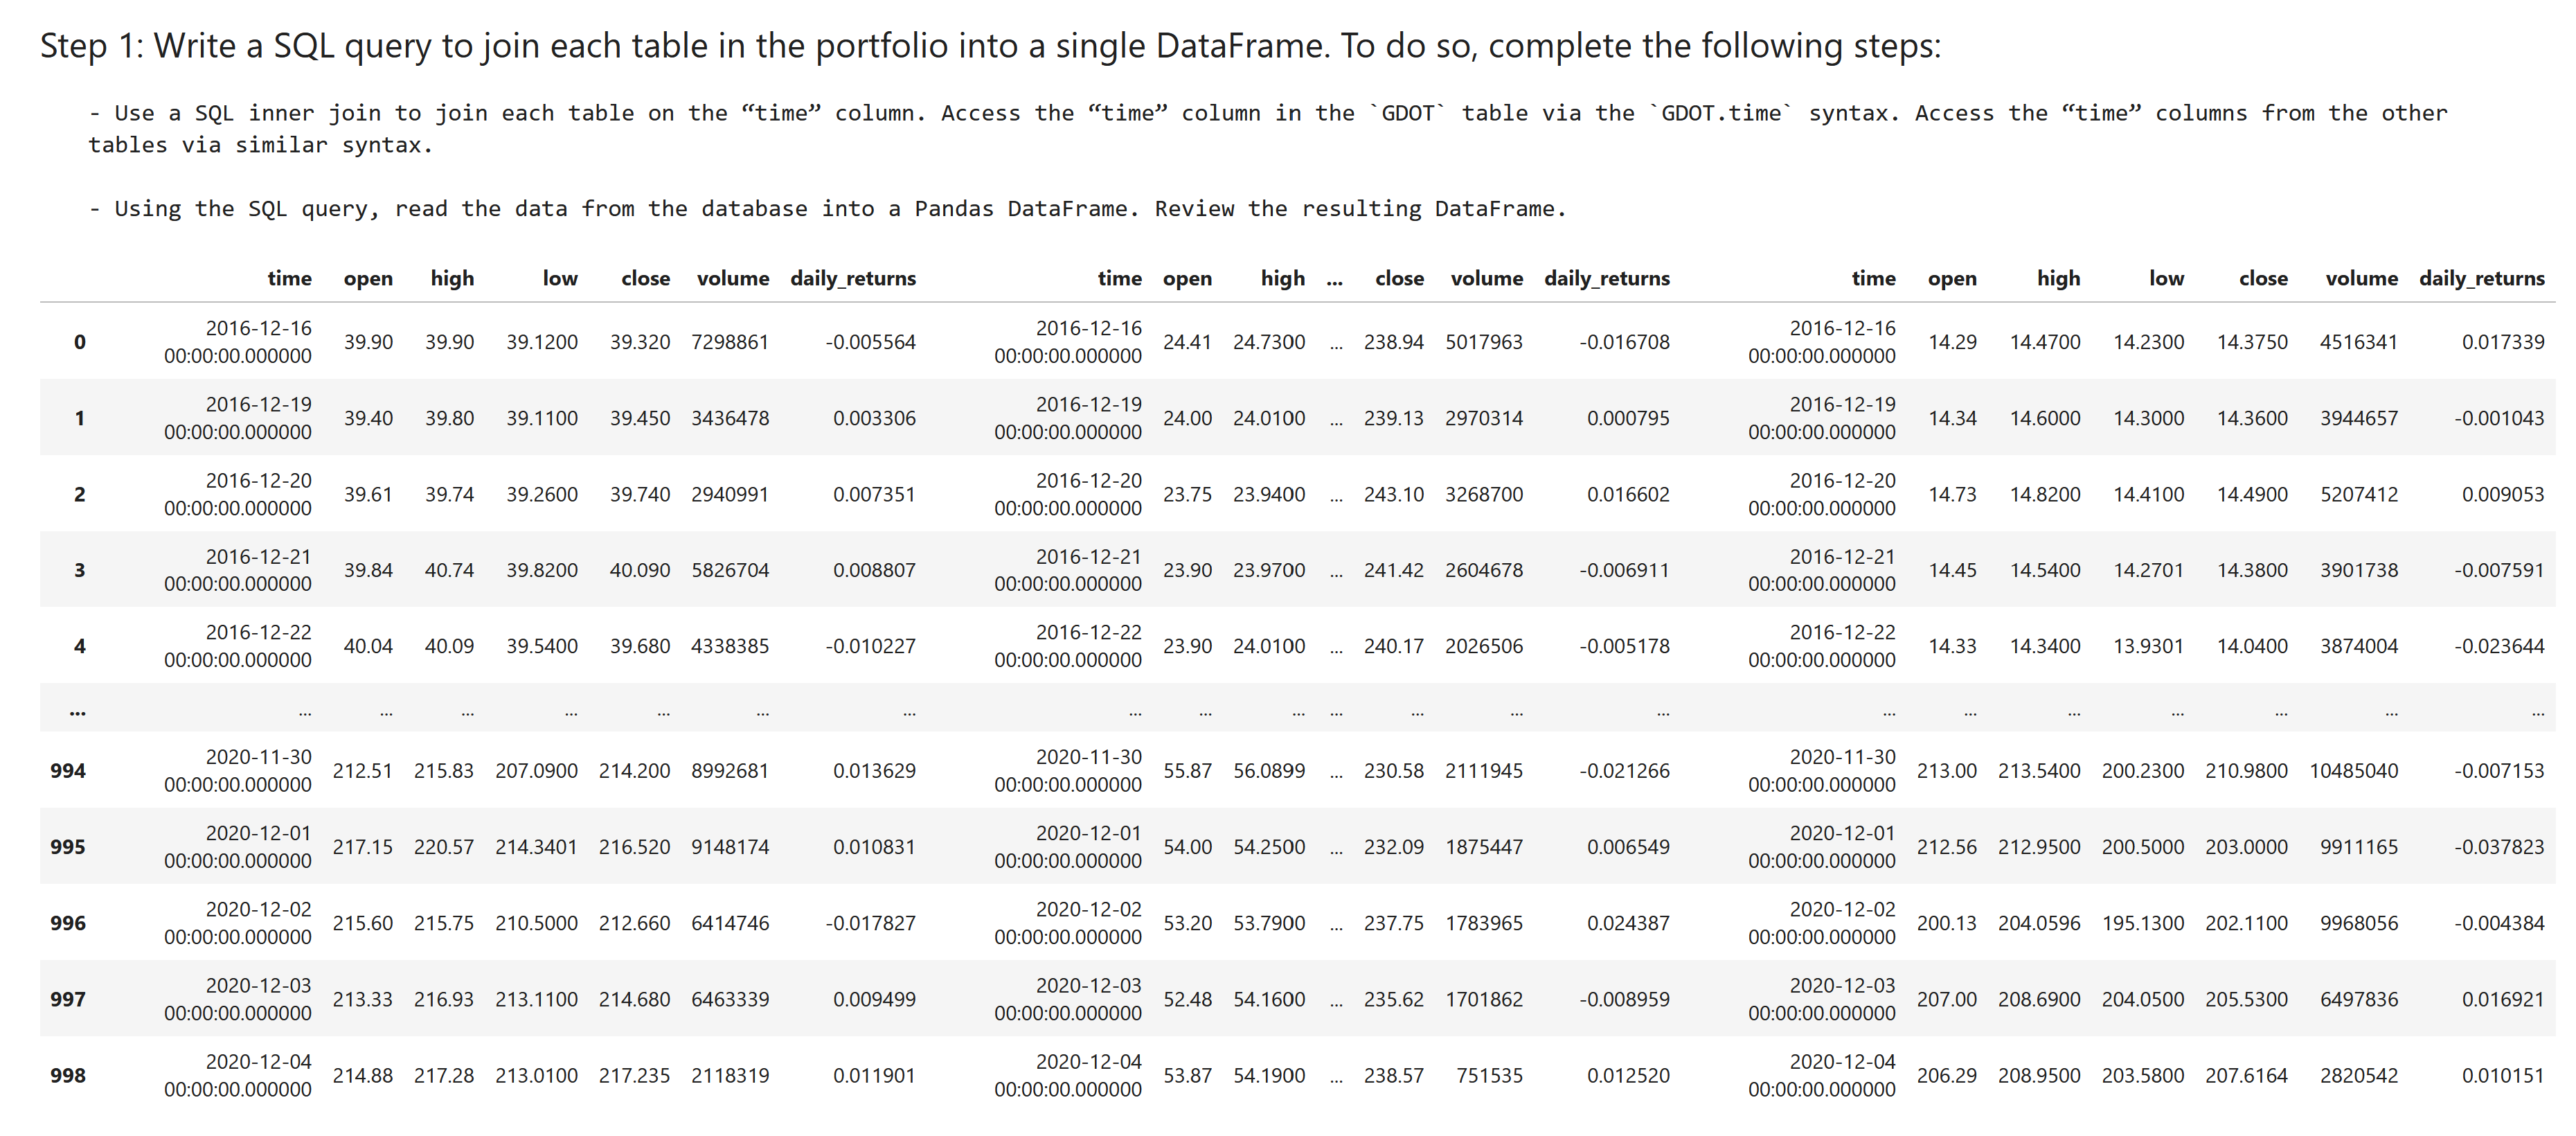 Step 1: Write a SQL query to join each table in the portfolio into a single DataFrame. To do so, complete the following steps:
- Use a SQL inner join to join each table on the “time” column. Access the “time” column in the `GDOT` table via the `GDOT.time` syntax. Access the “time” columns from the other
tables via similar syntax.
- Using the SQL query, read the data from the database into a Pandas DataFrame. Review the resulting DataFrame.
time open high low close volume daily_returns time open high ... close volume daily_returns time open high low close volume daily_returns
0 2016-12-16 00:00:00.000000 39.90 39.90 39.1200 39.320 7298861 -0.005564 2016-12-16 00:00:00.000000 24.41 24.7300 ... 238.94 5017963 -0.016708 2016-12-16 00:00:00.000000 14.29 14.4700 14.2300 14.3750 4516341 0.017339
1 2016-12-19 00:00:00.000000 39.40 39.80 39.1100 39.450 3436478 0.003306 2016-12-19 00:00:00.000000 24.00 24.0100 ... 239.13 2970314 0.000795 2016-12-19 00:00:00.000000 14.34 14.6000 14.3000 14.3600 3944657 -0.001043
2 2016-12-20 00:00:00.000000 39.61 39.74 39.2600 39.740 2940991 0.007351 2016-12-20 00:00:00.000000 23.75 23.9400 ... 243.10 3268700 0.016602 2016-12-20 00:00:00.000000 14.73 14.8200 14.4100 14.4900 5207412 0.009053
3 2016-12-21 00:00:00.000000 39.84 40.74 39.8200 40.090 5826704 0.008807 2016-12-21 00:00:00.000000 23.90 23.9700 ... 241.42 2604678 -0.006911 2016-12-21 00:00:00.000000 14.45 14.5400 14.2701 14.3800 3901738 -0.007591
4 2016-12-22 00:00:00.000000 40.04 40.09 39.5400 39.680 4338385 -0.010227 2016-12-22 00:00:00.000000 23.90 24.0100 ... 240.17 2026506 -0.005178 2016-12-22 00:00:00.000000 14.33 14.3400 13.9301 14.0400 3874004 -0.023644
... ... ... ... ... ... ... ... ... ... ... ... ... ... ... ... ... ... ... ... ... ...
994 2020-11-30 00:00:00.000000 212.51 215.83 207.0900 214.200 8992681 0.013629 2020-11-30 00:00:00.000000 55.87 56.0899 ... 230.58 2111945 -0.021266 2020-11-30 00:00:00.000000 213.00 213.5400 200.2300 210.9800 10485040 -0.007153
995 2020-12-01 00:00:00.000000 217.15 220.57 214.3401 216.520 9148174 0.010831 2020-12-01 00:00:00.000000 54.00 54.2500 ... 232.09 1875447 0.006549 2020-12-01 00:00:00.000000 212.56 212.9500 200.5000 203.0000 9911165 -0.037823
996 2020-12-02 00:00:00.000000 215.60 215.75 210.5000 212.660 6414746 -0.017827 2020-12-02 00:00:00.000000 53.20 53.7900 ... 237.75 1783965 0.024387 2020-12-02 00:00:00.000000 200.13 204.0596 195.1300 202.1100 9968056 -0.004384
997 2020-12-03 00:00:00.000000 213.33 216.93 213.1100 214.680 6463339 0.009499 2020-12-03 00:00:00.000000 52.48 54.1600 ... 235.62 1701862 -0.008959 2020-12-03 00:00:00.000000 207.00 208.6900 204.0500 205.5300 6497836 0.016921
998 2020-12-04 00:00:00.000000 214.88 217.28 213.0100 217.235 2118319 0.011901 2020-12-04 00:00:00.000000 53.87 54.1900 ... 238.57 751535 0.012520 2020-12-04 00:00:00.000000 206.29 208.9500 203.5800 207.6164 2820542 0.010151